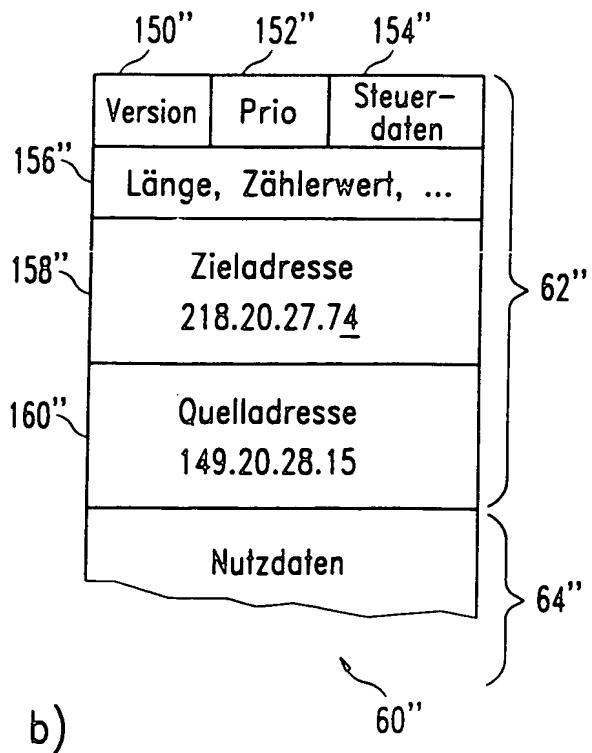 150" 152" 154"
Version Prio Steuer-
daten
156"
Länge, Zählerwert, ...
158"
Zieladresse
218.20.27.74
62"
160"
Quelladresse
149.20.28.15
Nutzdaten
64"
60"
b)